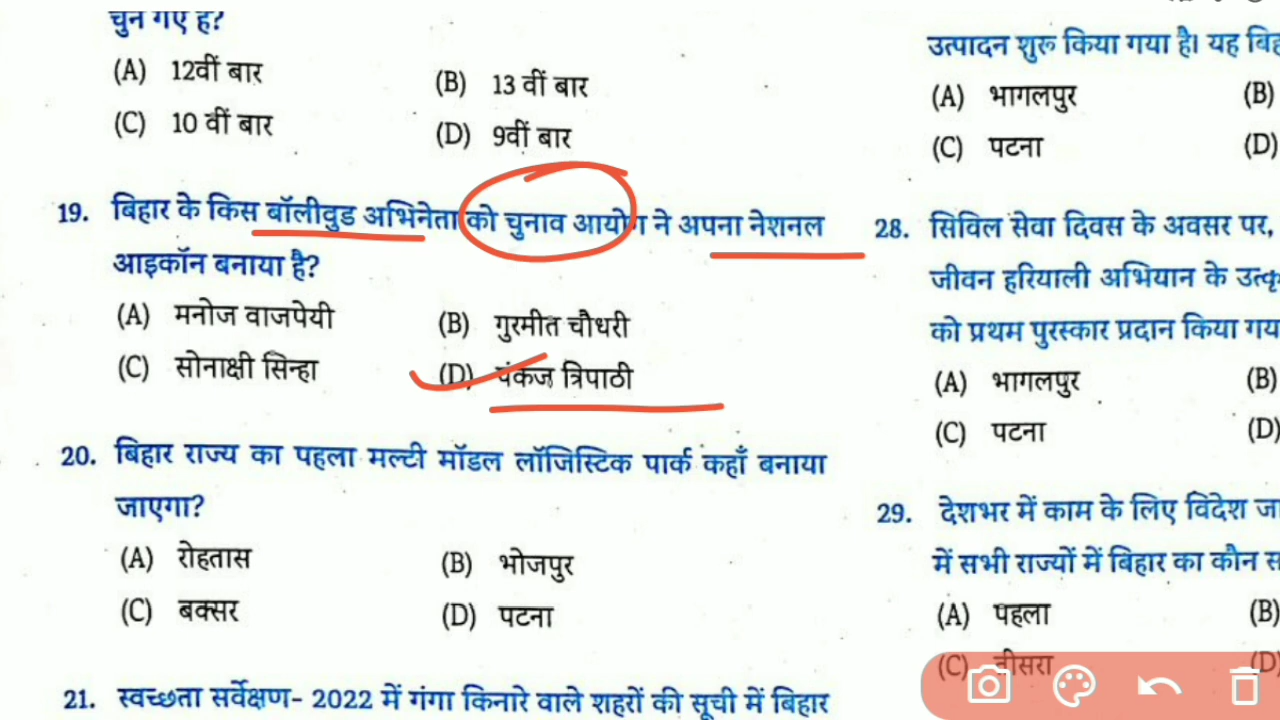 चुने गए हैं?
(A) 12वीं बार
(B) 13 वीं बार
(C) 10 वीं बार
(D) 9वीं बार
19. बिहार के किस बॉलीवुड अभिनेता को चुनाव आयोग ने अपना नेशनल
आइकॉन बनाया है?
(A) मनोज वाजपेयी
(B) गुरमीत चौधरी
(C) सोनाक्षी सिन्हा
(D) पंकज त्रिपाठी
20. बिहार राज्य का पहला मल्टी मॉडल लॉजिस्टिक पार्क कहाँ बनाया
जाएगा?
(A) रोहतास
(B) भोजपुर
(C) बक्सर
(D) पटना
21. स्वच्छता सर्वेक्षण- 2022 में गंगा किनारे वाले शहरों की सूची में बिहार
उत्पादन शुरू किया गया है। यह
(A) भागलपुर
(B)
(C) पटना
(D)
28. सिविल सेवा दिवस के अवसर पर,
जीवन हरियाली अभियान के
को प्रथम पुरस्कार प्रदान किया
(A) भागलपुर
(B)
(C) पटना
(D)
29. देशभर में काम के लिए विदेश
में सभी राज्यों में बिहार का कौन
(A) पहला
(B)
(C) तीसरा
(D)